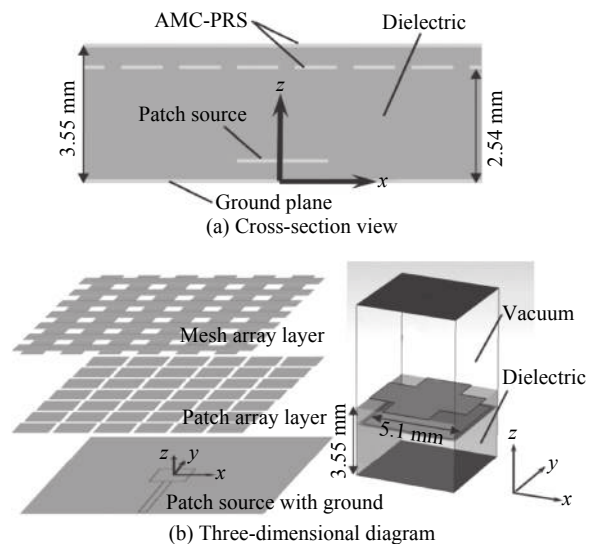 AMC-PRS
Dielectric
3.55 mm
z
Patch source
2.54 mm
x
Ground plane
(a) Cross-section view
Mesh array layer
Vacuum
Patch array layer
Dielectric
5.1 mm
3.55 mm
z
y
x
Patch source with ground
z
y
x
(b) Three-dimensional diagram